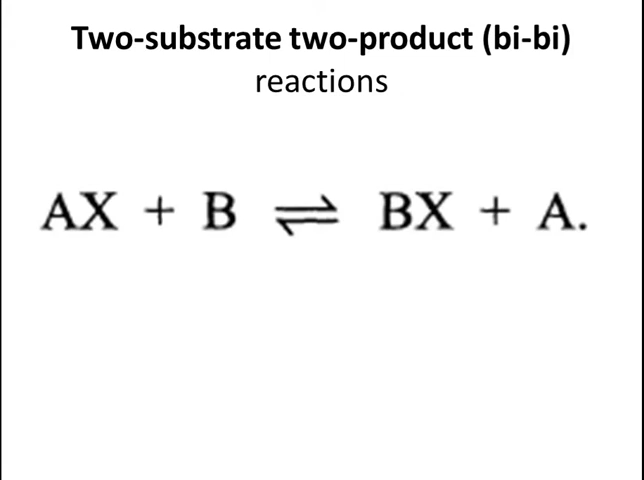 Two-substrate two-product (bi-bi)
reactions
AX + B ⇌ BX + A.